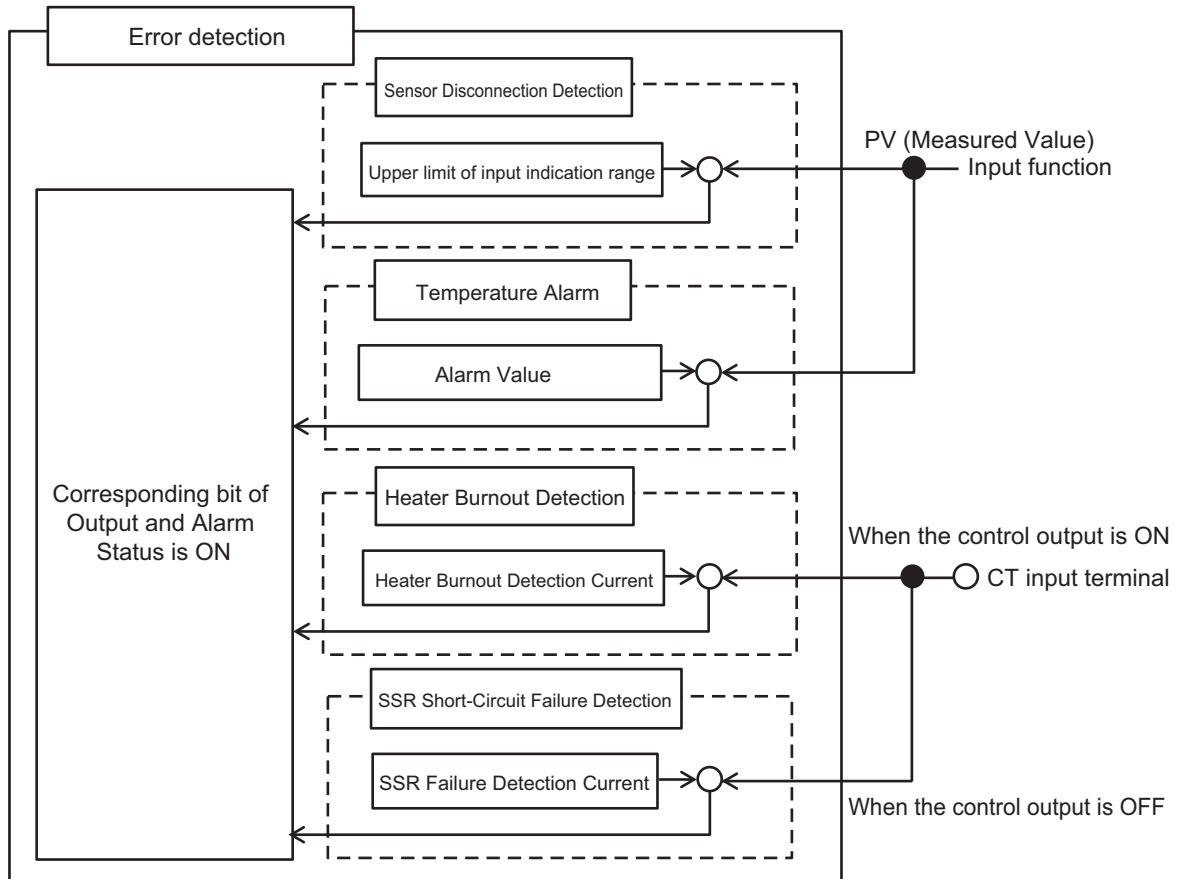 Error detection
Sensor Disconnection Detection
Upper limit of input indication range
PV (Measured Value)
Input function
Temperature Alarm
Alarm Value
Corresponding bit of
Output and Alarm
Status is ON
Heater Burnout Detection
Heater Burnout Detection Current
When the control output is ON
CT input terminal
SSR Short-Circuit Failure Detection
SSR Failure Detection Current
When the control output is OFF